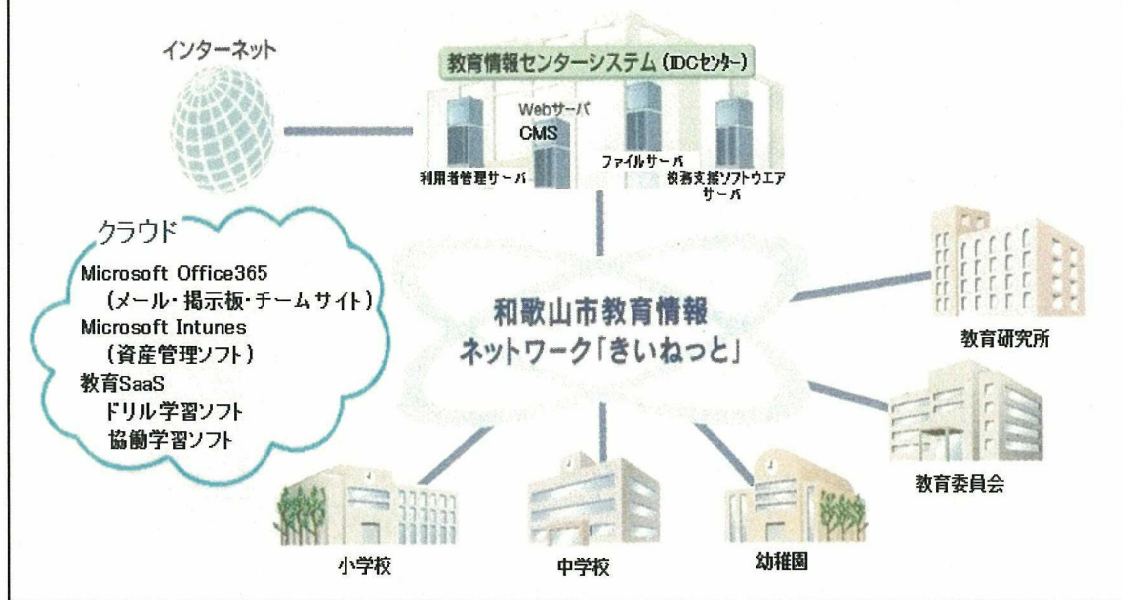 インターネット
教育情報センターシステム (IDCセンター)
Webサーバ
CMS
ファイルサーバ
利用者管理サーバ
校務支援ソフトウエア
サーバ
クラウド
Microsoft Office365
(メール・掲示板・チームサイト)
Microsoft Intunes
(資産管理ソフト)
教育SaaS
ドリル学習ソフト
協働学習ソフト
和歌山市教育情報
ネットワーク「きいねっと」
教育研究所
教育委員会
小学校
中学校
幼稚園